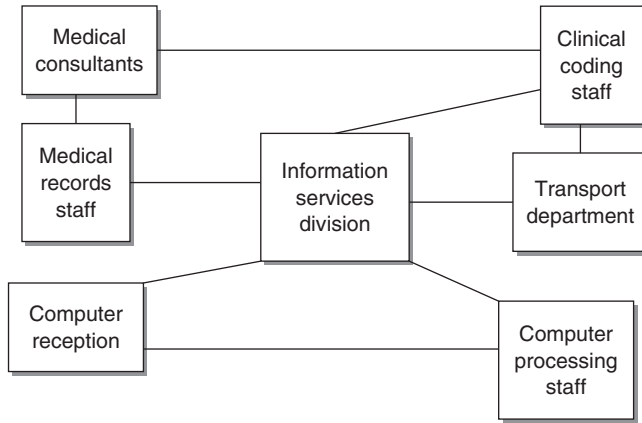 Medical
consultants
Clinical
coding
staff
Medical
records
staff
Information
services
division
Transport
department
Computer
reception
Computer
processing
staff